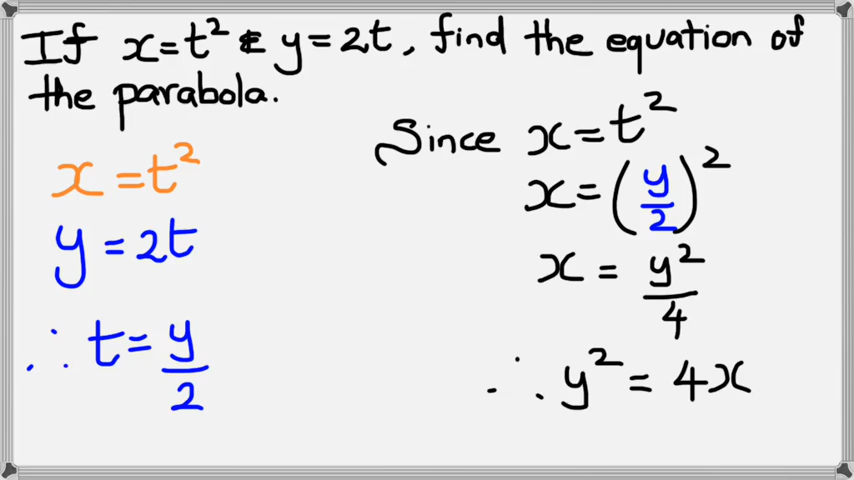 If x=t² & y=2t, find the equation of
the parabola.
x=t²
y=2t
∴ t=y/2
Since x=t²
x=(y/2)²
x=y²/4
∴ y²=4x